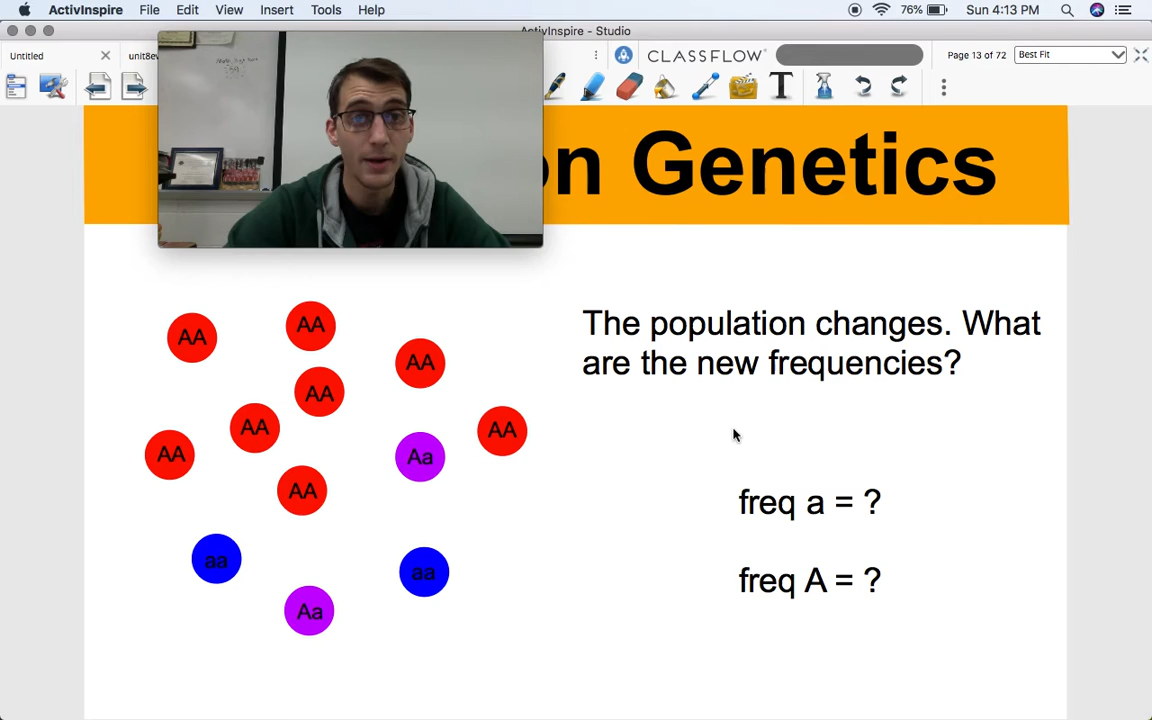 ActivInspire File Edit View Insert Tools Help 76% Sun 4:13 PM
ActivInspire - Studio
Untitled
CLASSFLOW
Page 13 of 72
Best Fit
T
on Genetics
AA
AA
The population changes. What
are the new frequencies?
AA
AA
AA
AA
AA
Aa
AA
freq a = ?
aa
aa
freq A = ?
Aa